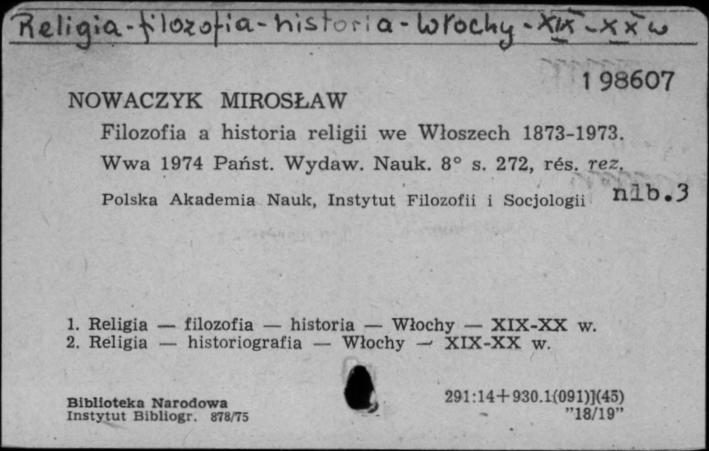 Religia-filozofia-historia-Włochy-XIX-XX w
198607
NOWACZYK MIROSŁAW
Filozofia a historia religii we Włoszech 1873-1973.
Wwa 1974 Państ. Wydaw. Nauk. 8° s. 272, rés. rez.
nlb.3
Polska Akademia Nauk, Instytut Filozofii i Socjologii
1. Religia — filozofia — historia — Włochy — XIX-XX w.
2. Religia — historiografia — Włochy — XIX-XX w.
Biblioteka Narodowa
Instytut Bibliogr. 878/75
291:14+930.1(091)](45)
"18/19"